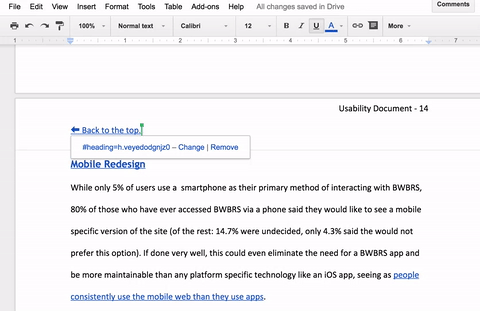 File Edit View Insert Format Tools Table Add-ons Help All changes saved in Drive Comments
100% Normal text Calibri 12 B I U A More
1 1 2 3 4 5 6 7
Usability Document - 14
Back to the top.
#heading=h.veyedodgnjz0 – Change | Remove
Mobile Redesign
While only 5% of users use a smartphone as their primary method of interacting with BWBRS,
80% of those who have ever accessed BWBRS via a phone said they would like to see a mobile
specific version of the site (of the rest: 14.7% were undecided, only 4.3% said the would not
prefer this option). If done very well, this could even eliminate the need for a BWBRS app and
be more maintainable than any platform specific technology like an iOS app, seeing as people
consistently use the mobile web than they use apps.